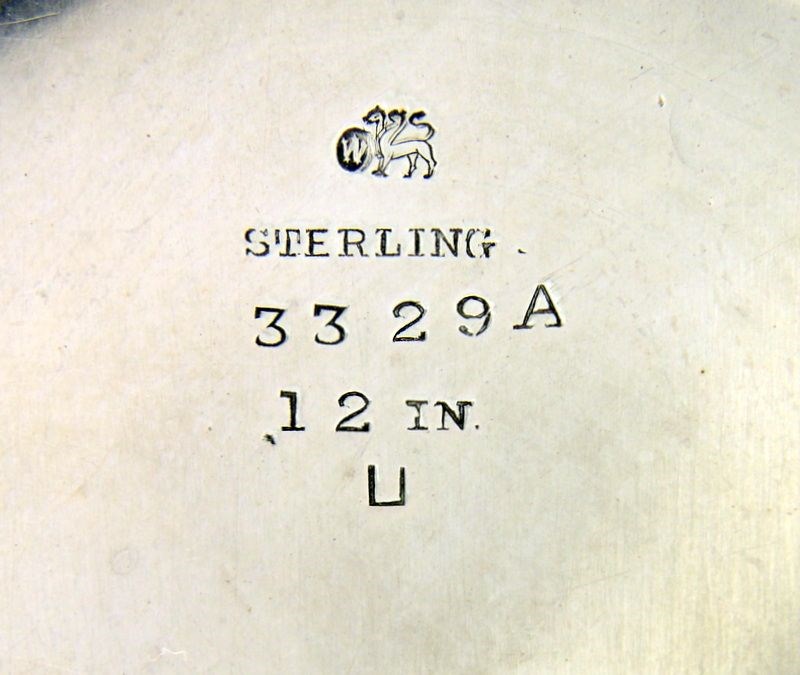 W
STERLING.
3329A
12 IN.